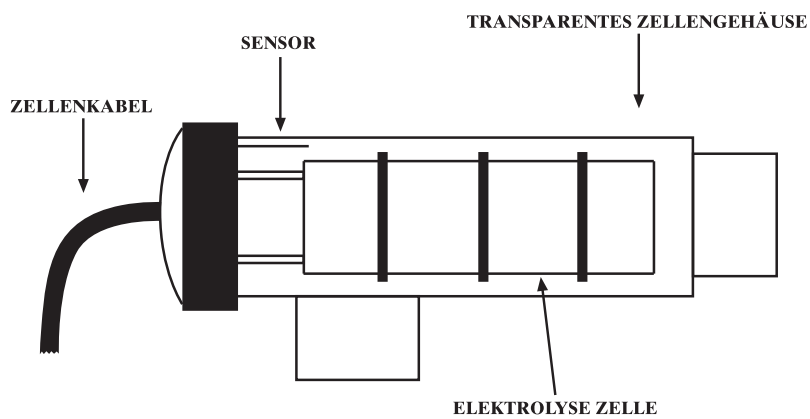 TRANSPARENTES ZELLENGEHÄUSE
SENSOR
ZELLENKABEL
ELEKTROLYSE ZELLE